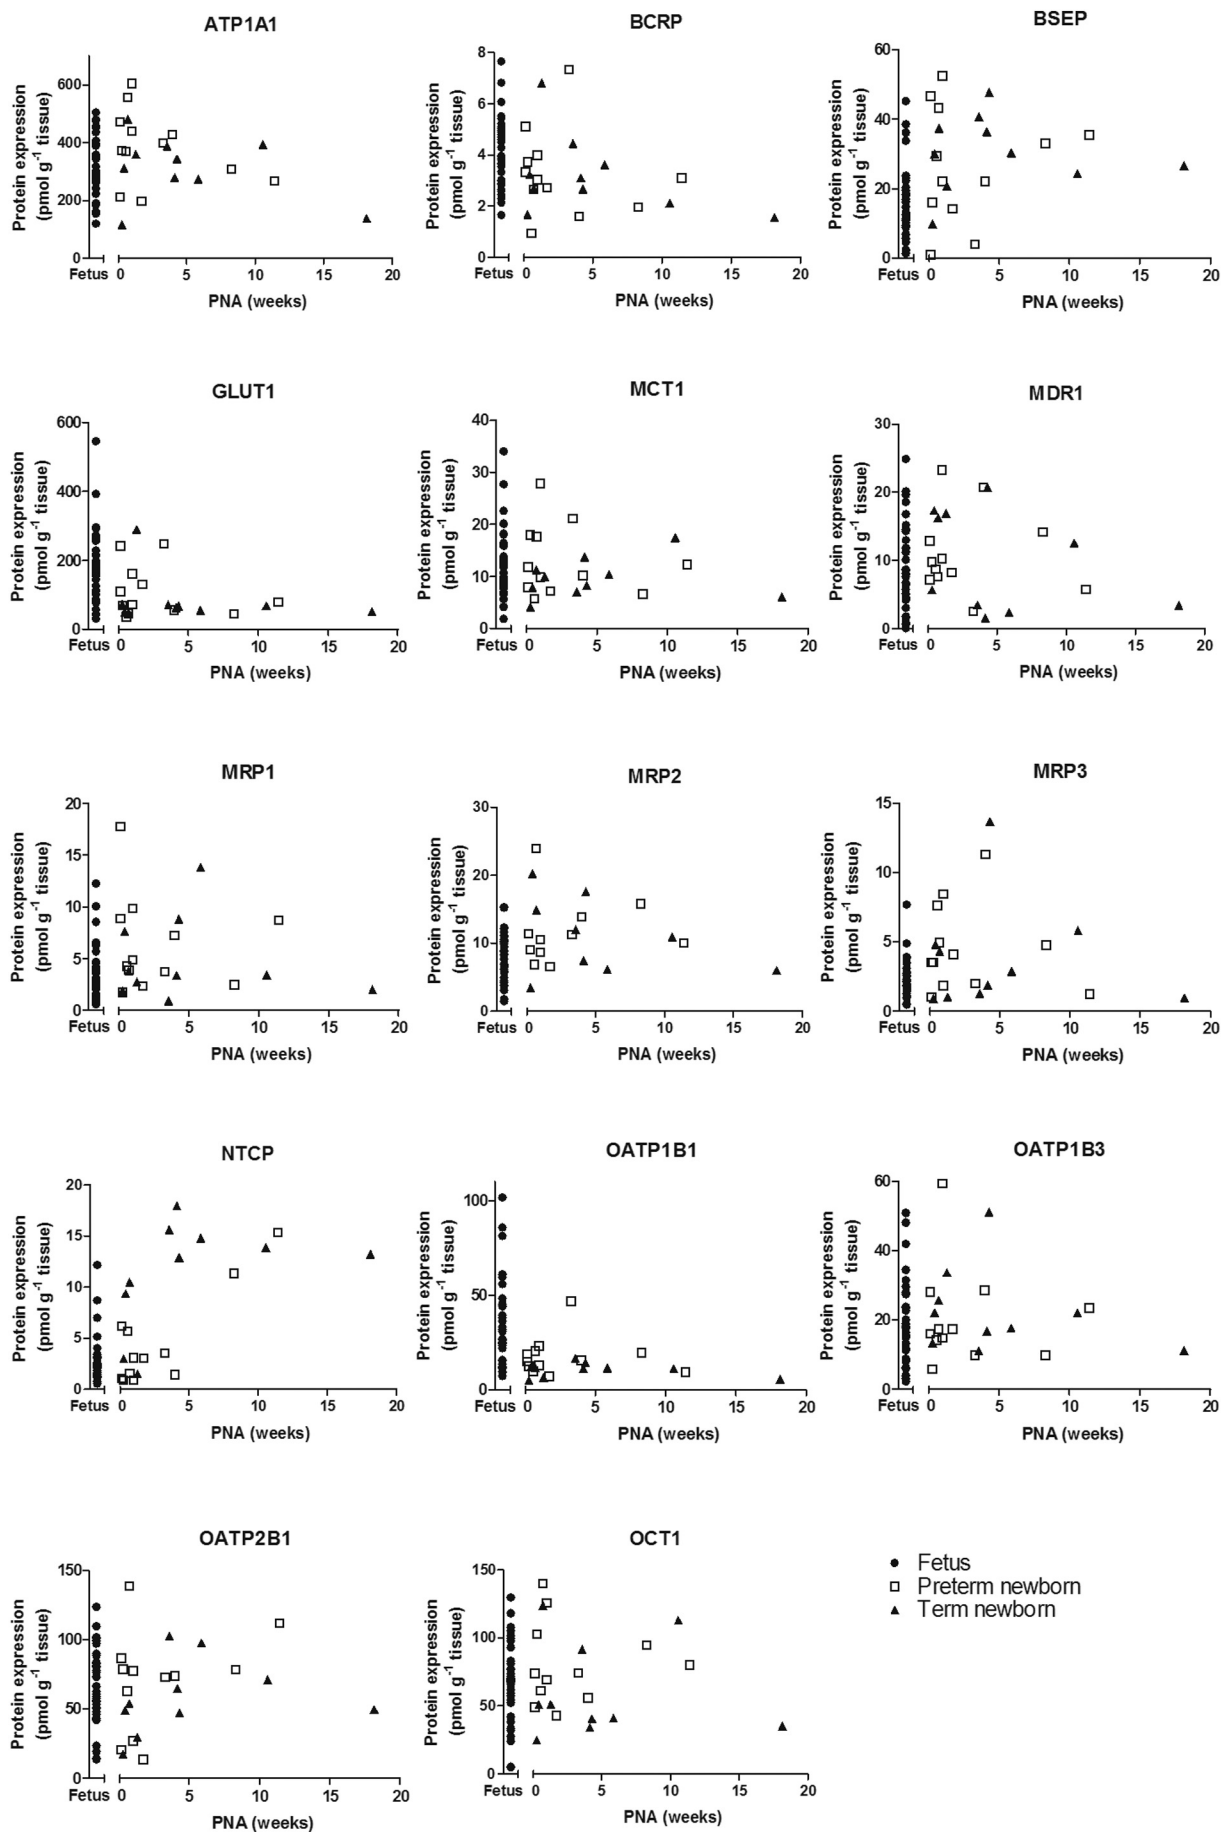 ATP1A1
Protein expression
(pmol g⁻¹ tissue)
600
400
200
0
Fetus 0 5 10 15 20
PNA (weeks)
BCRP
Protein expression
(pmol g⁻¹ tissue)
8
6
4
2
0
Fetus 0 5 10 15 20
PNA (weeks)
BSEP
Protein expression
(pmol g⁻¹ tissue)
60
40
20
0
Fetus 0 5 10 15 20
PNA (weeks)
GLUT1
Protein expression
(pmol g⁻¹ tissue)
600
400
200
0
Fetus 0 5 10 15 20
PNA (weeks)
MCT1
Protein expression
(pmol g⁻¹ tissue)
40
30
20
10
0
Fetus 0 5 10 15 20
PNA (weeks)
MDR1
Protein expression
(pmol g⁻¹ tissue)
30
20
10
0
Fetus 0 5 10 15 20
PNA (weeks)
MRP1
Protein expression
(pmol g⁻¹ tissue)
20
15
10
5
0
Fetus 0 5 10 15 20
PNA (weeks)
MRP2
Protein expression
(pmol g⁻¹ tissue)
30
20
10
0
Fetus 0 5 10 15 20
PNA (weeks)
MRP3
Protein expression
(pmol g⁻¹ tissue)
15
10
5
0
Fetus 0 5 10 15 20
PNA (weeks)
NTCP
Protein expression
(pmol g⁻¹ tissue)
20
15
10
5
0
Fetus 0 5 10 15 20
PNA (weeks)
OATP1B1
Protein expression
(pmol g⁻¹ tissue)
100
50
0
Fetus 0 5 10 15 20
PNA (weeks)
OATP1B3
Protein expression
(pmol g⁻¹ tissue)
60
40
20
0
Fetus 0 5 10 15 20
PNA (weeks)
OATP2B1
Protein expression
(pmol g⁻¹ tissue)
150
100
50
0
Fetus 0 5 10 15 20
PNA (weeks)
OCT1
Protein expression
(pmol g⁻¹ tissue)
150
100
50
0
Fetus 0 5 10 15 20
PNA (weeks)
Fetus
Preterm newborn
Term newborn